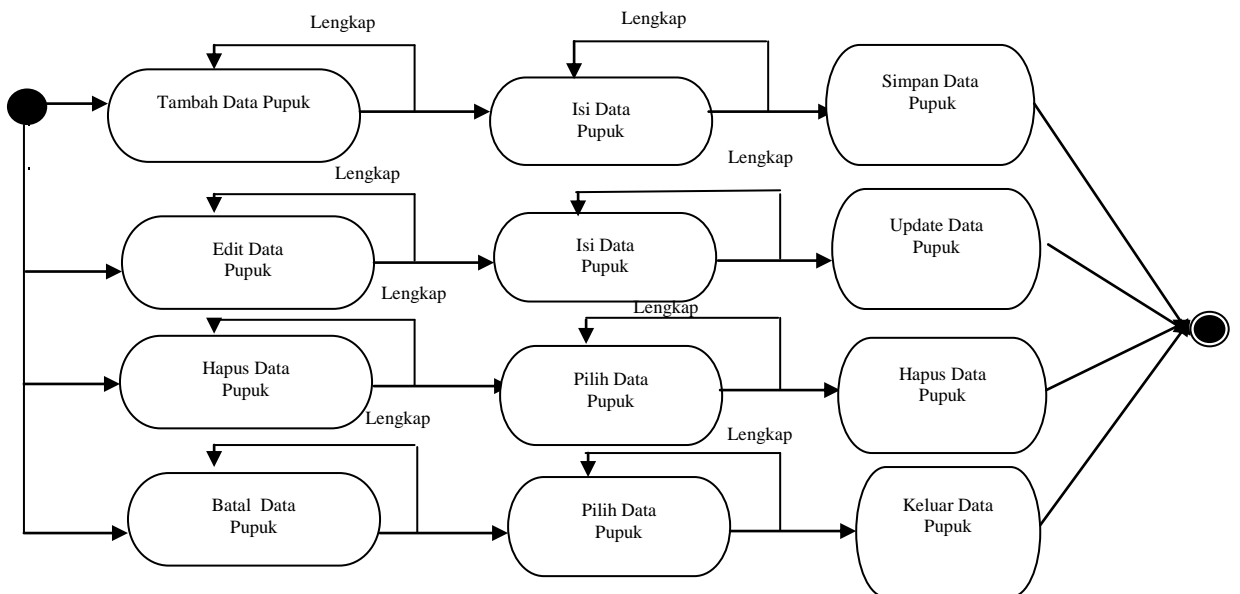 Lengkap
Lengkap
Tambah Data Pupuk
Isi Data
Pupuk
Simpan Data
Pupuk
Lengkap
Lengkap
Edit Data
Pupuk
Isi Data
Pupuk
Update Data
Pupuk
Lengkap
Lengkap
Hapus Data
Pupuk
Pilih Data
Pupuk
Hapus Data
Pupuk
Lengkap
Lengkap
Batal Data
Pupuk
Pilih Data
Pupuk
Keluar Data
Pupuk